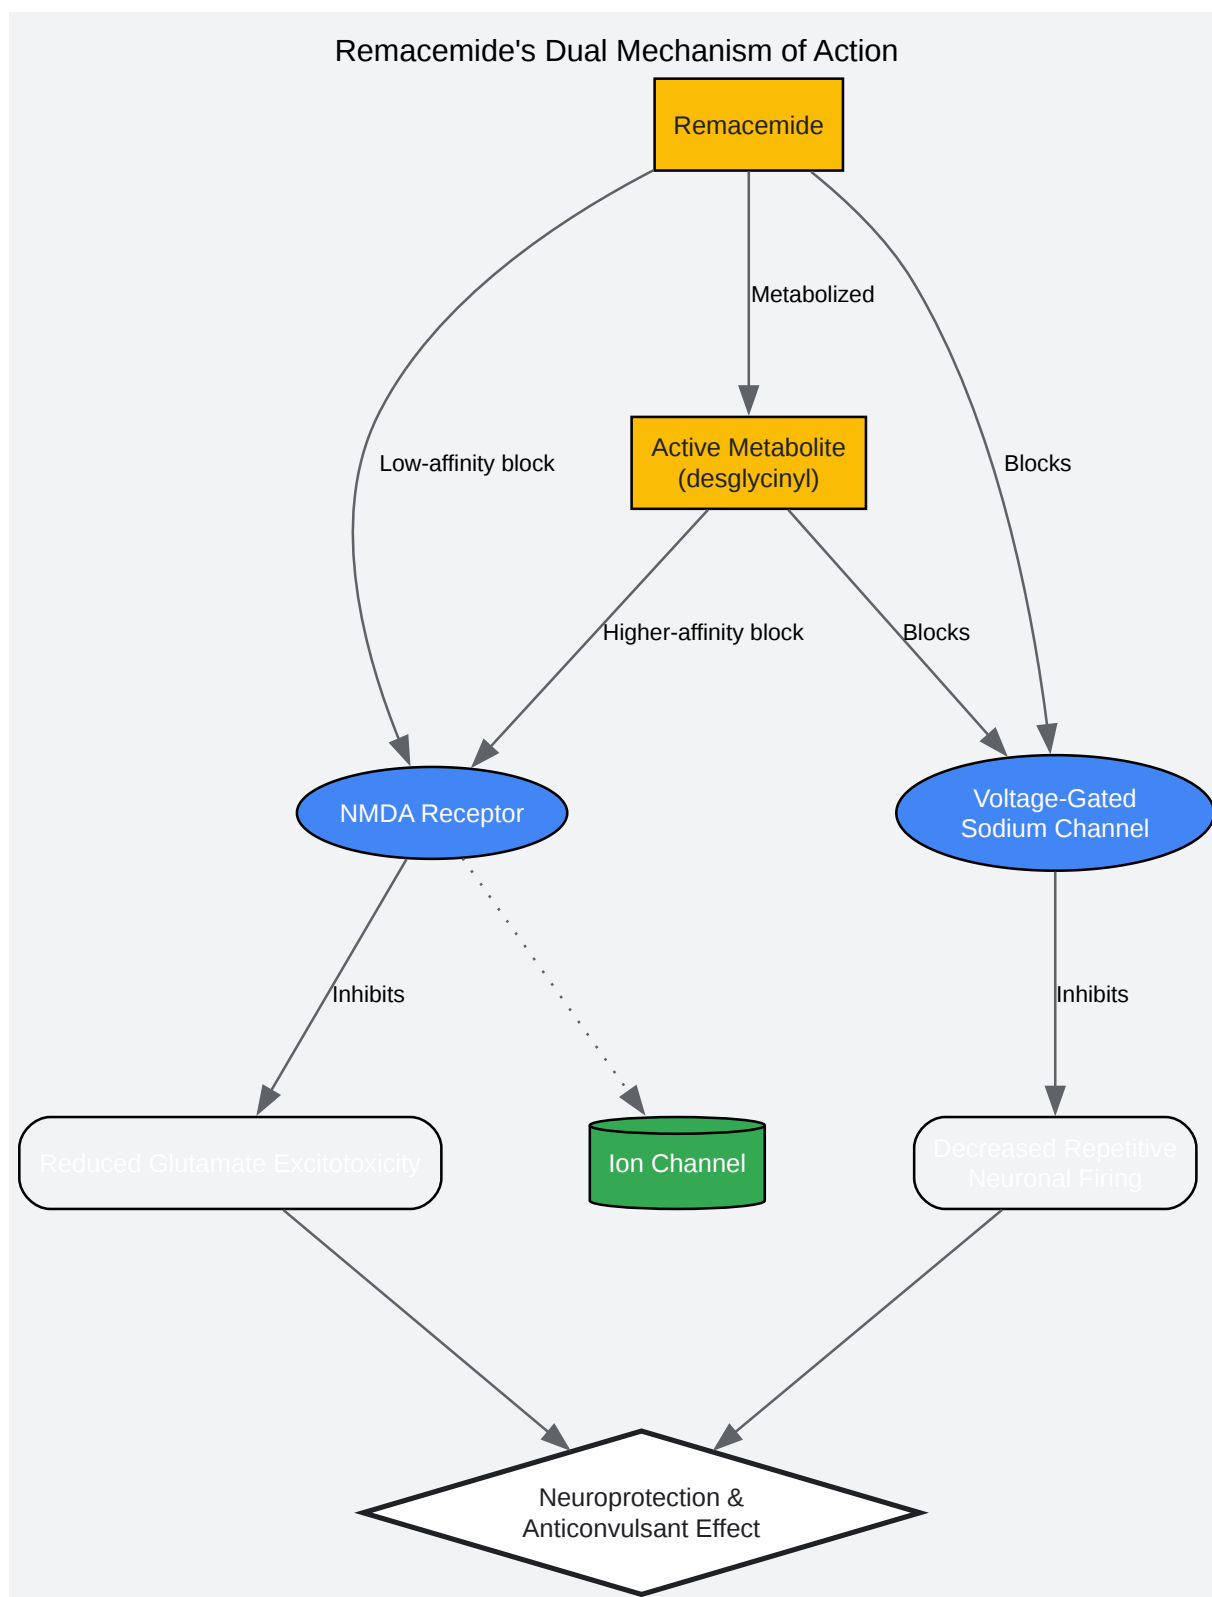 Remacemide's Dual Mechanism of Action
Remacemide
Metabolized
Active Metabolite
(desglycinyl)
Low-affinity block
Blocks
Higher-affinity block
Blocks
NMDA Receptor
Voltage-Gated
Sodium Channel
Inhibits
Inhibits
Reduced Glutamate Excitotoxicity
Ion Channel
Decreased Repetitive
Neuronal Firing
Neuroprotection &
Anticonvulsant Effect